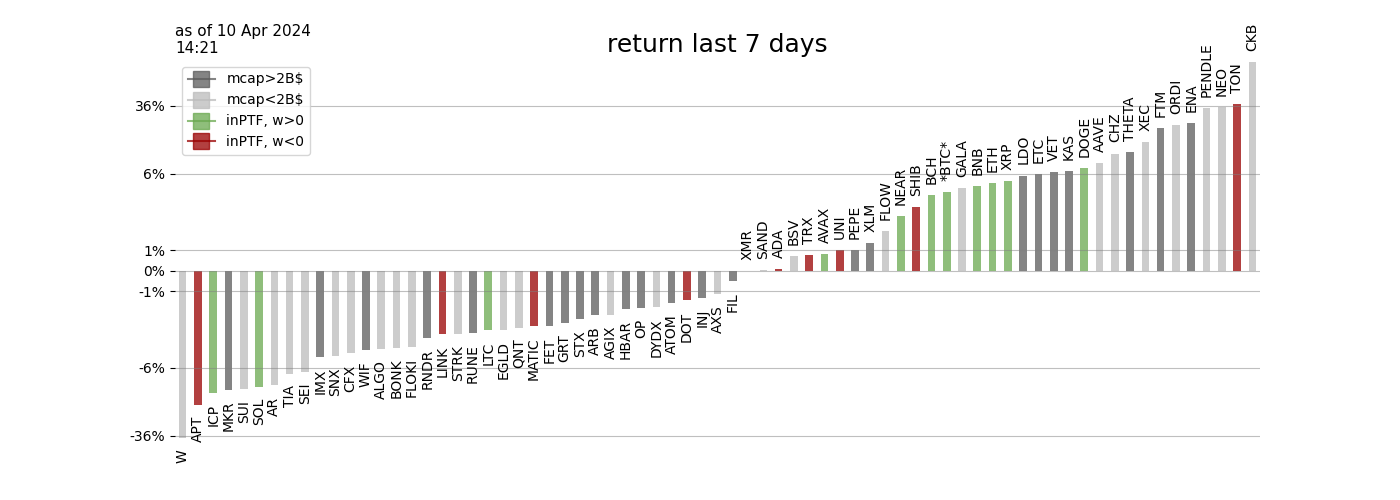 as of 10 Apr 2024
14:21
return last 7 days
mcap>2B$
mcap<2B$
inPTF, w>0
inPTF, w<0
36%
6%
1%
0%
-1%
-6%
-36%
W
APT
ICP
MKR
SUI
SOL
AR
TIA
SEI
IMX
SNX
CFX
WIF
ALGO
BONK
FLOKI
RNDR
LINK
STRK
RUNE
LTC
EGLD
QNT
MATIC
FET
GRT
STX
ARB
AGIX
HBAR
OP
DYDX
ATOM
DOT
INJ
AXS
FIL
XMR
SAND
ADA
BSV
TRX
AVAX
UNI
PEPE
XLM
FLOW
NEAR
SHIB
BCH
*BTC*
GALA
BNB
ETH
XRP
LDO
ETC
VET
KAS
DOGE
AAVE
CHZ
THETA
XEC
FTM
ORDI
ENA
PENDLE
NEO
TON
CKB